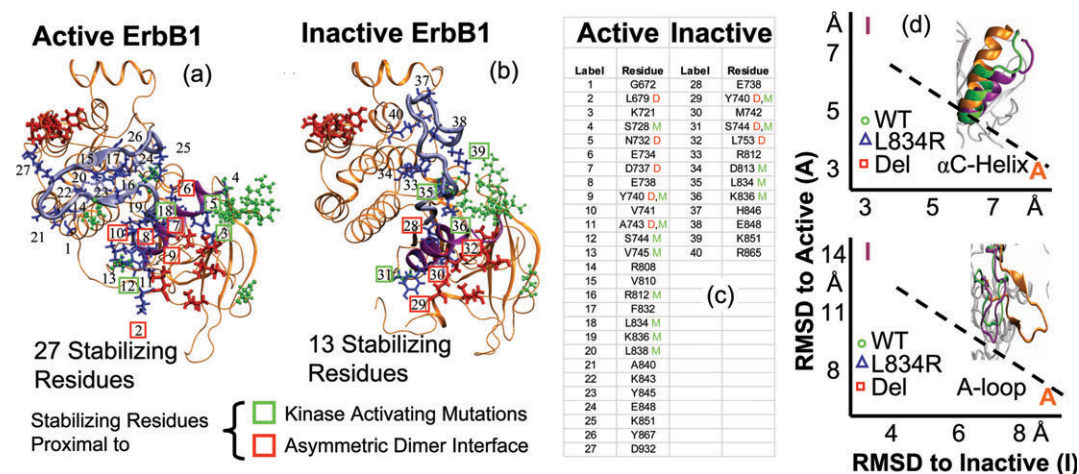 Active ErbB1
(a)
26
25
15
17
24
27
20
16
4
22
23
14
19
6
5
18
21
1
10
8
7
3
9
13
12
11
2
27 Stabilizing
Residues
Inactive ErbB1
(b)
37
40
38
39
34
33
35
28
36
32
31
30
29
13 Stabilizing
Residues
Stabilizing Residues
Proximal to
Kinase Activating Mutations
Asymmetric Dimer Interface
Active Inactive
Label Residue Label Residue
1 G672 28 E738
2 L679 D 29 Y740 D,M
3 K721 30 M742
4 S728 M 31 S744 D,M
5 N732 D 32 L753 D
6 E734 33 R812
7 D737 D 34 D813 M
8 E738 35 L834 M
9 Y740 D,M 36 K836 M
10 V741 37 H846
11 A743 D,M 38 E848
12 S744 M 39 K851
13 V745 M 40 R865
14 R808
15 V810
16 R812 M
17 F832
18 L834 M
19 K836 M
20 L838 M
21 A840
22 K843
23 Y845
24 E848
25 K851
26 Y867
27 D932
(c)
RMSD to Active (A)
Å
7
5
3
I
(d)
WT
L834R
Del
αC-Helix
A
3 5 7 Å
14
Å
11
8
I
WT
L834R
Del
A-loop
A
4 6 8 Å
RMSD to Inactive (I)